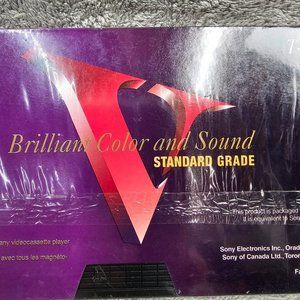 Brilliant Color and Sound
STANDARD GRADE
This product is packaged
It is equivalent to
any videocassette player
avec tous les magnéto-
Sony Electronics Inc.,
Sony of Canada Ltd.,